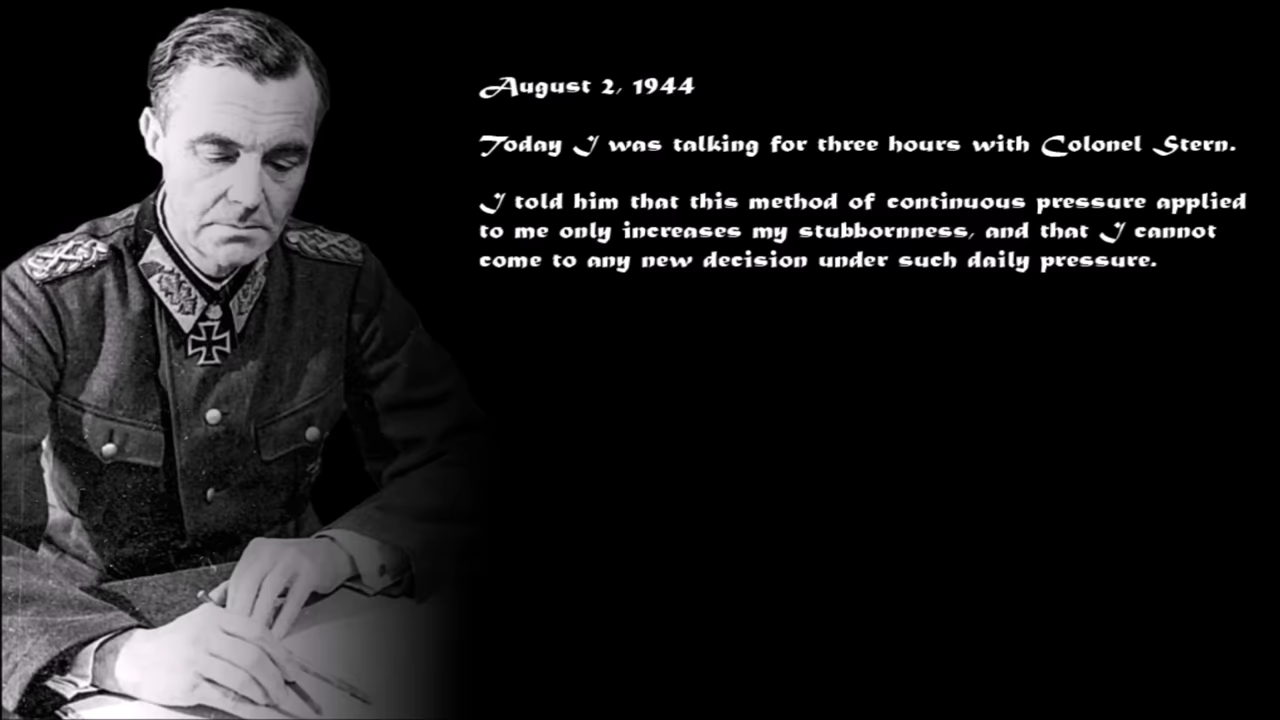 August 2, 1944
Today I was talking for three hours with Colonel Stern.
I told him that this method of continuous pressure applied
to me only increases my stubbornness, and that I cannot
come to any new decision under such daily pressure.